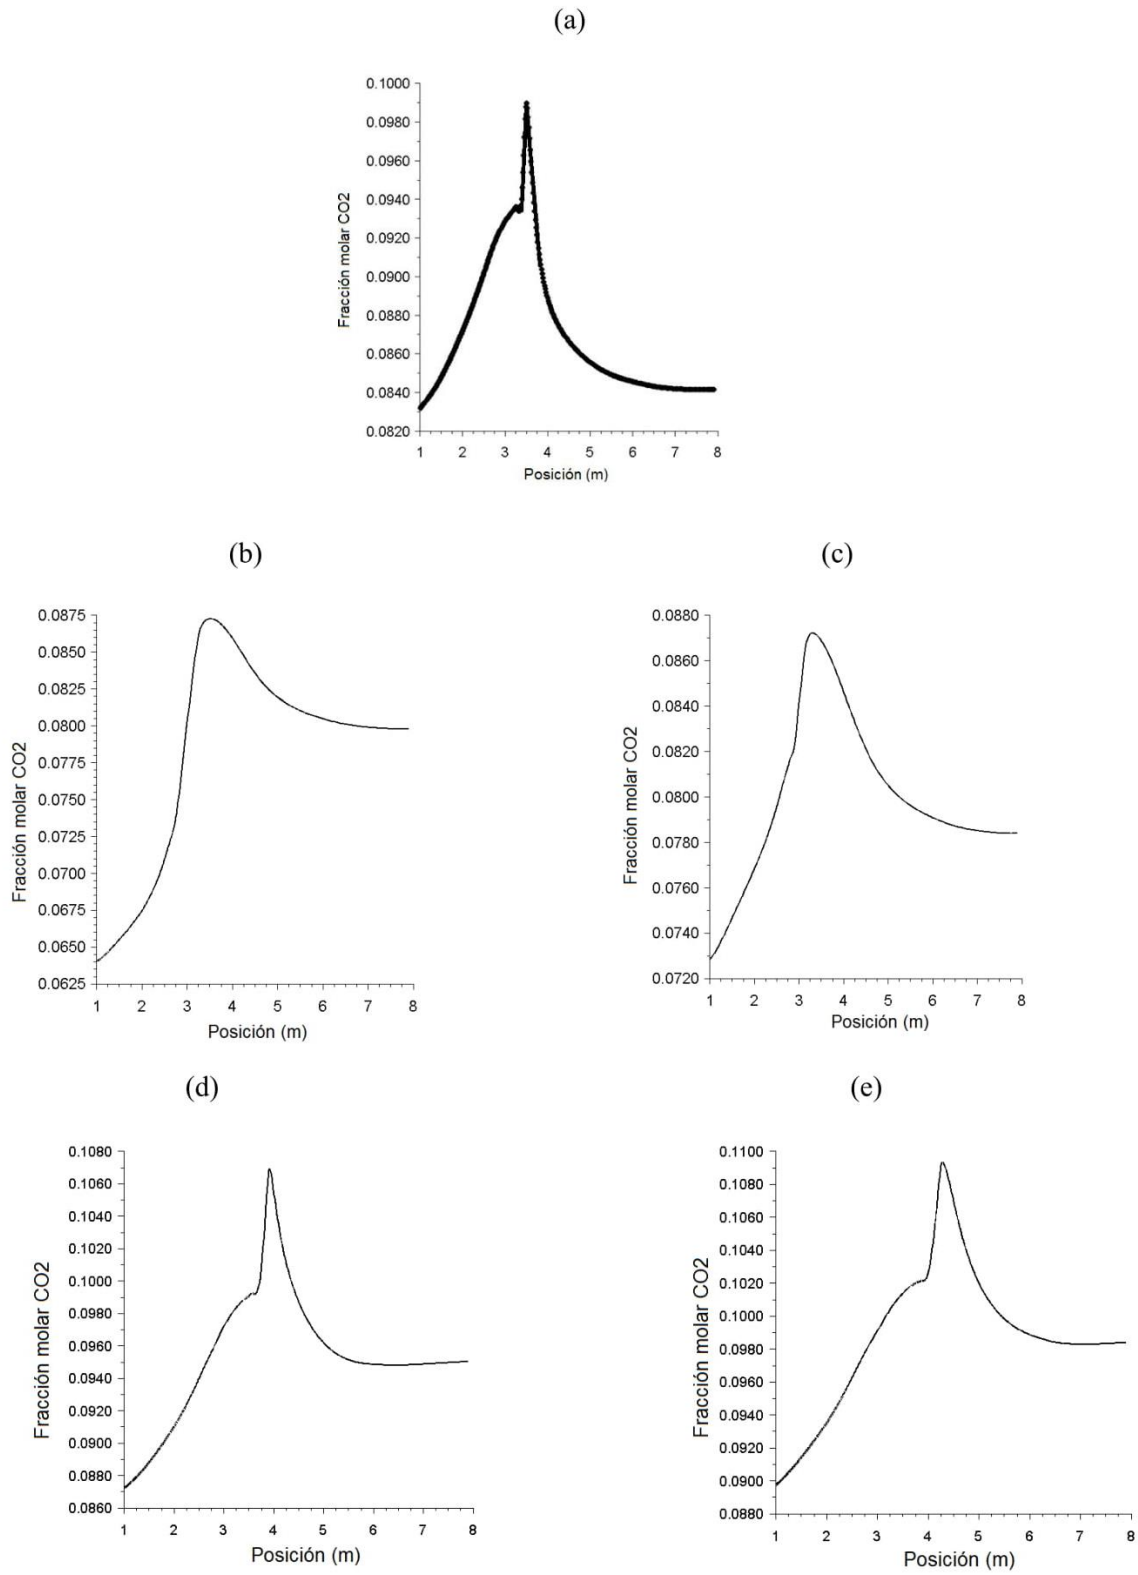 (a)
0.1000
0.0980
0.0960
0.0940
0.0920
0.0900
0.0880
0.0860
0.0840
0.0820
Fracción molar CO2
1 2 3 4 5 6 7 8
Posición (m)
(b)
0.0875
0.0850
0.0825
0.0800
0.0775
0.0750
0.0725
0.0700
0.0675
0.0650
0.0625
Fracción molar CO2
1 2 3 4 5 6 7 8
Posición (m)
(c)
0.0880
0.0860
0.0840
0.0820
0.0800
0.0780
0.0760
0.0740
0.0720
Fracción molar CO2
1 2 3 4 5 6 7 8
Posición (m)
(d)
0.1080
0.1060
0.1040
0.1020
0.1000
0.0980
0.0960
0.0940
0.0920
0.0900
0.0880
0.0860
Fracción molar CO2
1 2 3 4 5 6 7 8
Posición (m)
(e)
0.1100
0.1080
0.1060
0.1040
0.1020
0.1000
0.0980
0.0960
0.0940
0.0920
0.0900
0.0880
Fracción molar CO2
1 2 3 4 5 6 7 8
Posición (m)